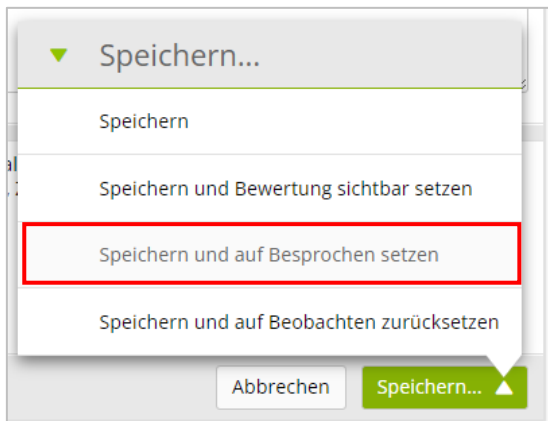 Speichern...
Speichern
Speichern und Bewertung sichtbar setzen
Speichern und auf Besprochen setzen
Speichern und auf Beobachten zurücksetzen
Abbrechen
Speichern...